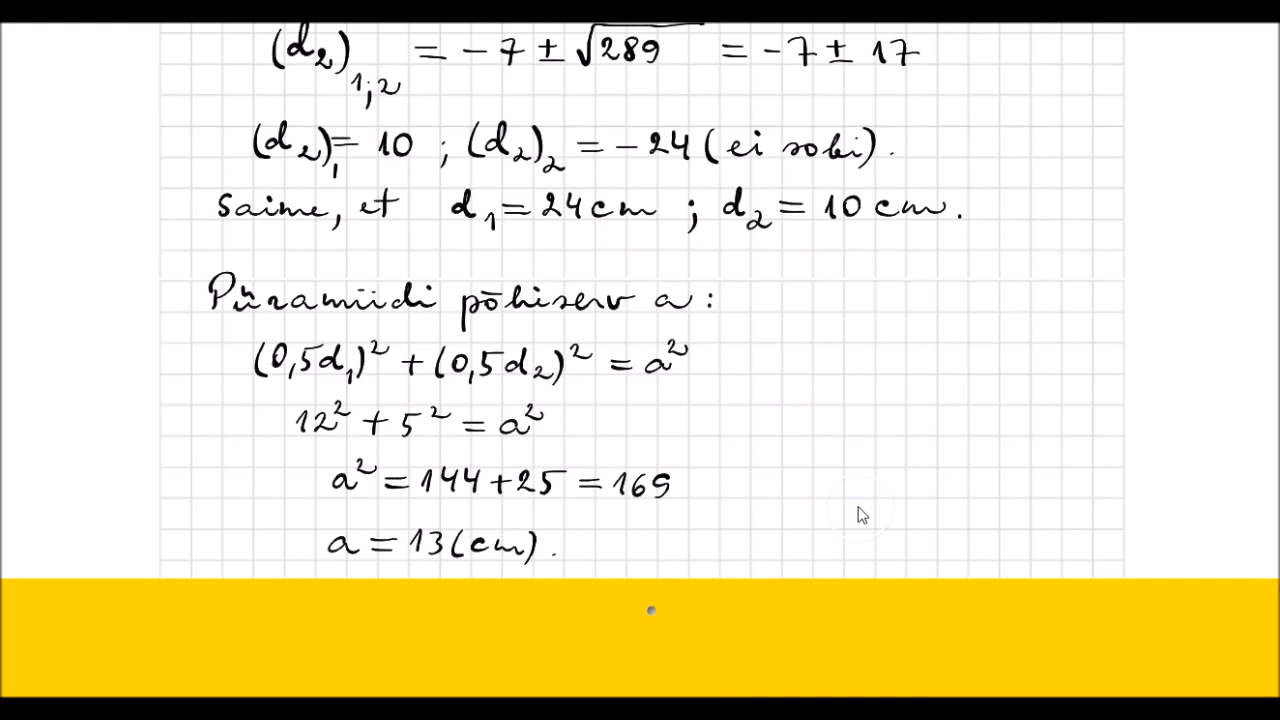 (d₂)₁;₂ = -7 ± √289 = -7 ± 17
(d₂)₁ = 10 ; (d₂)₂ = -24 (ei sobi).
saime, et d₁ = 24 cm ; d₂ = 10 cm.
Püramiidi põhiserv a :
(0,5d₁)² + (0,5d₂)² = a²
12² + 5² = a²
a² = 144 + 25 = 169
a = 13 (cm).